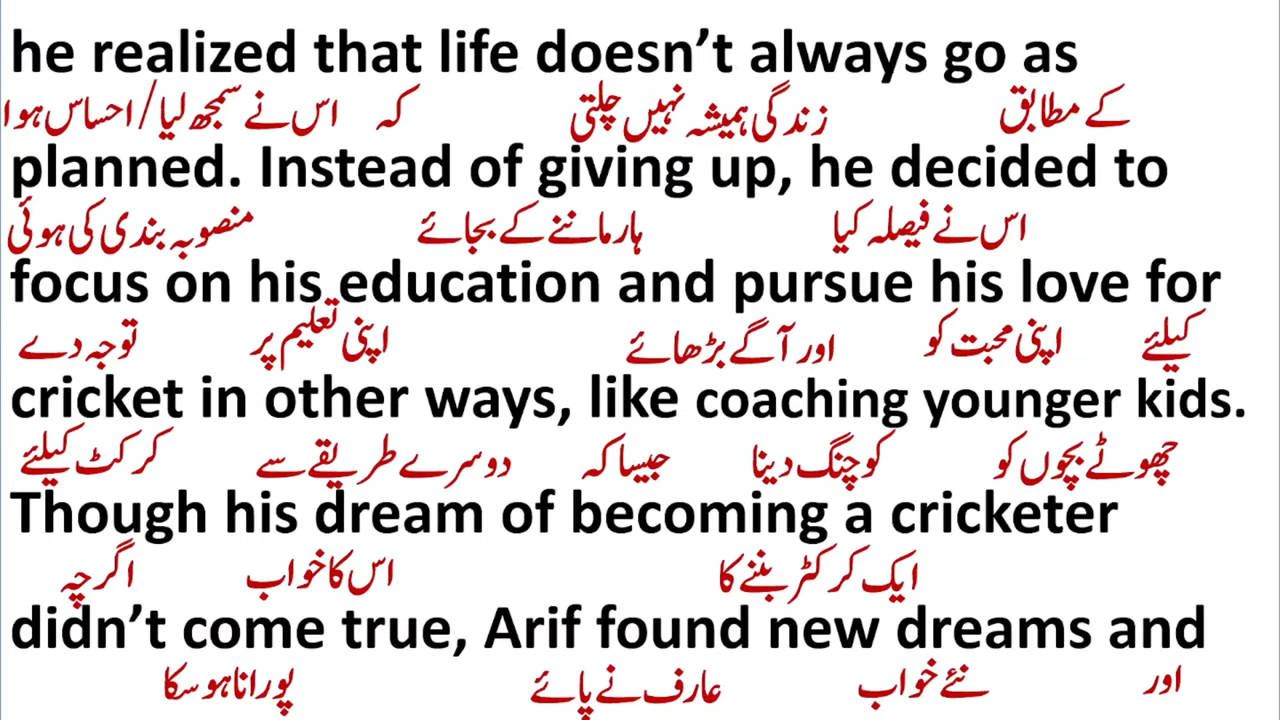 he realized that life doesn't always go as
اس نے سمجھ لیا/احساس ہوا کہ زندگی ہمیشہ نہیں چلتی کے مطابق
planned. Instead of giving up, he decided to
منصوبہ بندی کی ہوئی ہار ماننے کے بجائے اس نے فیصلہ کیا
focus on his education and pursue his love for
توجہ دے اپنی تعلیم پر اور آگے بڑھائے اپنی محبت کو کیلئے
cricket in other ways, like coaching younger kids.
کرکٹ کیلئے دوسرے طریقے سے جیسا کہ کوچنگ دینا چھوٹے بچوں کو
Though his dream of becoming a cricketer
اگرچہ اس کا خواب ایک کرکٹر بننے کا
didn't come true, Arif found new dreams and
پورا نا ہو سکا عارف نے پائے نئے خواب اور